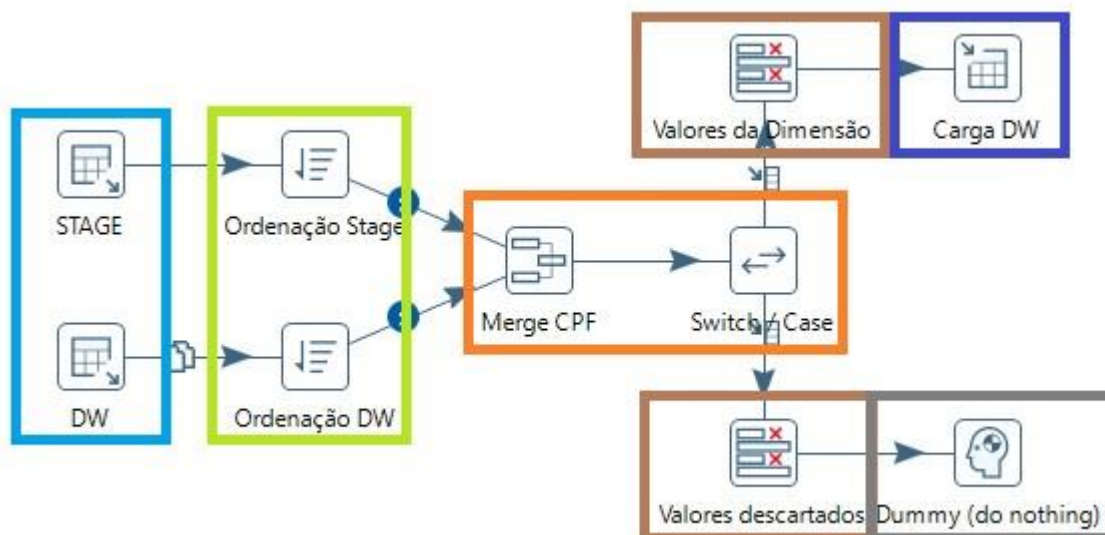 Valores da Dimensão
Carga DW
STAGE
Ordenação Stage
Merge CPF
Switch / Case
DW
Ordenação DW
Valores descartados
Dummy (do nothing)